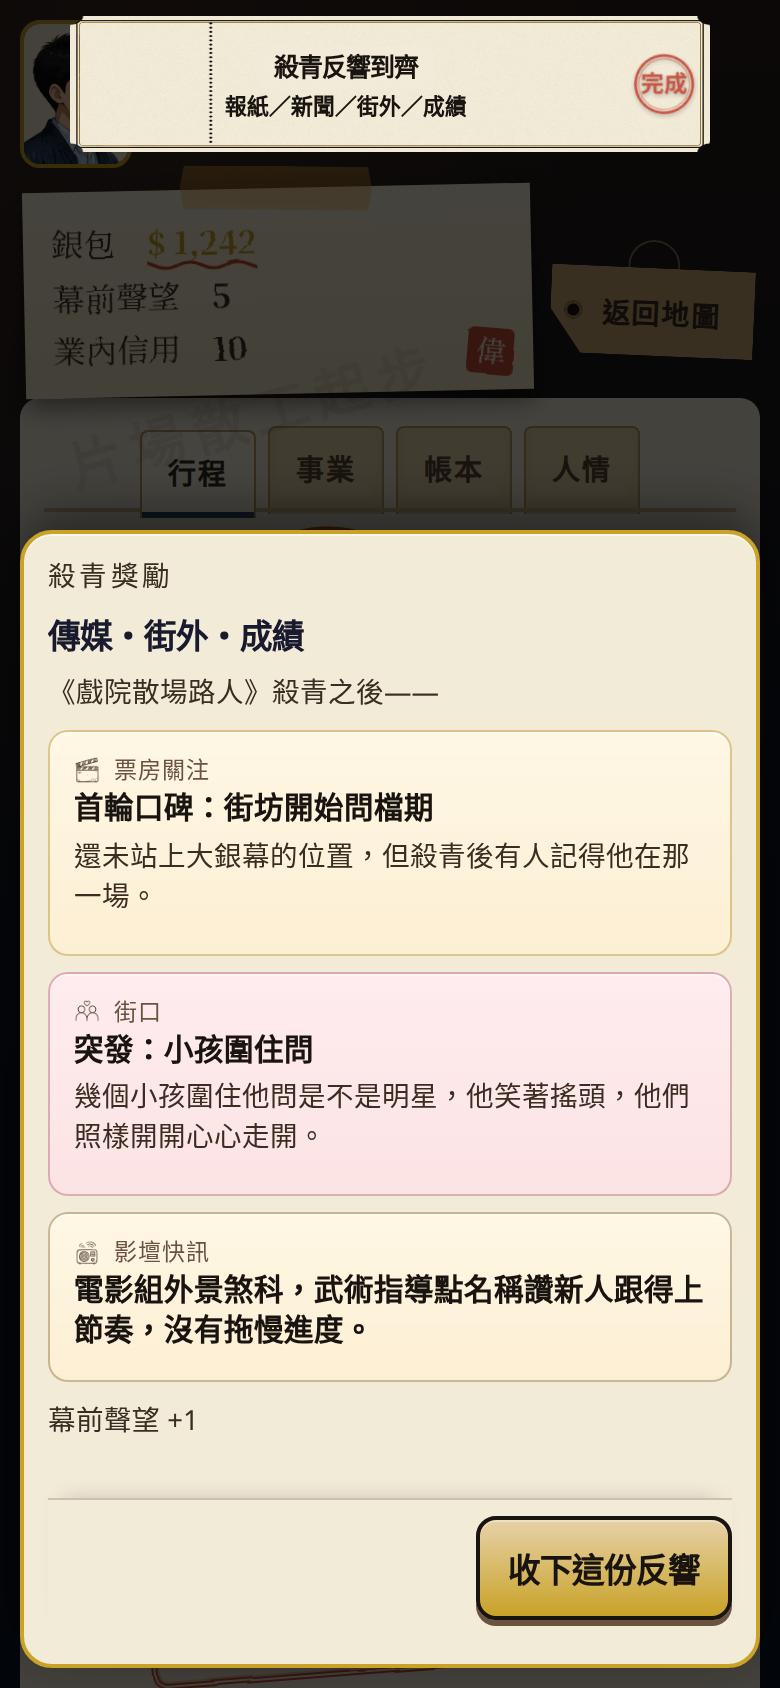 殺青反響到齊
報紙／新聞／街外／成績
完成
銀包 $ 1,242
幕前聲望 5
業內信用 10
偉
返回地圖
片場散工起步
行程 事業 帳本 人情
殺青獎勵
傳媒・街外・成績
《戲院散場路人》殺青之後——
票房關注
首輪口碑：街坊開始問檔期
還未站上大銀幕的位置，但殺青後有人記得他在那
一場。
街口
突發：小孩圍住問
幾個小孩圍住他問是不是明星，他笑著搖頭，他們
照樣開開心心走開。
影壇快訊
電影組外景煞科，武術指導點名稱讚新人跟得上
節奏，沒有拖慢進度。
幕前聲望 +1
收下這份反響